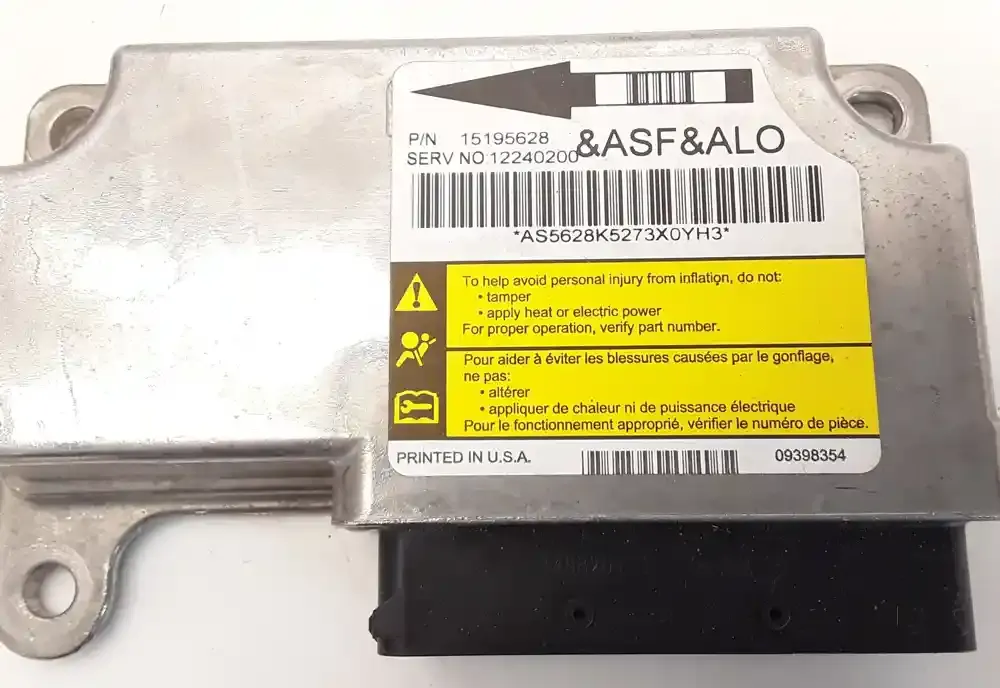 P/N 15195628
SERV NO 12240200
&ASF&ALO
*AS5628K5273X0YH3*
To help avoid personal injury from inflation, do not:
• tamper
• apply heat or electric power
For proper operation, verify part number.
Pour aider à éviter les blessures causées par le gonflage,
ne pas:
• altérer
• appliquer de chaleur ni de puissance électrique
Pour le fonctionnement approprié, vérifier le numéro de pièce.
PRINTED IN U.S.A.
09398354